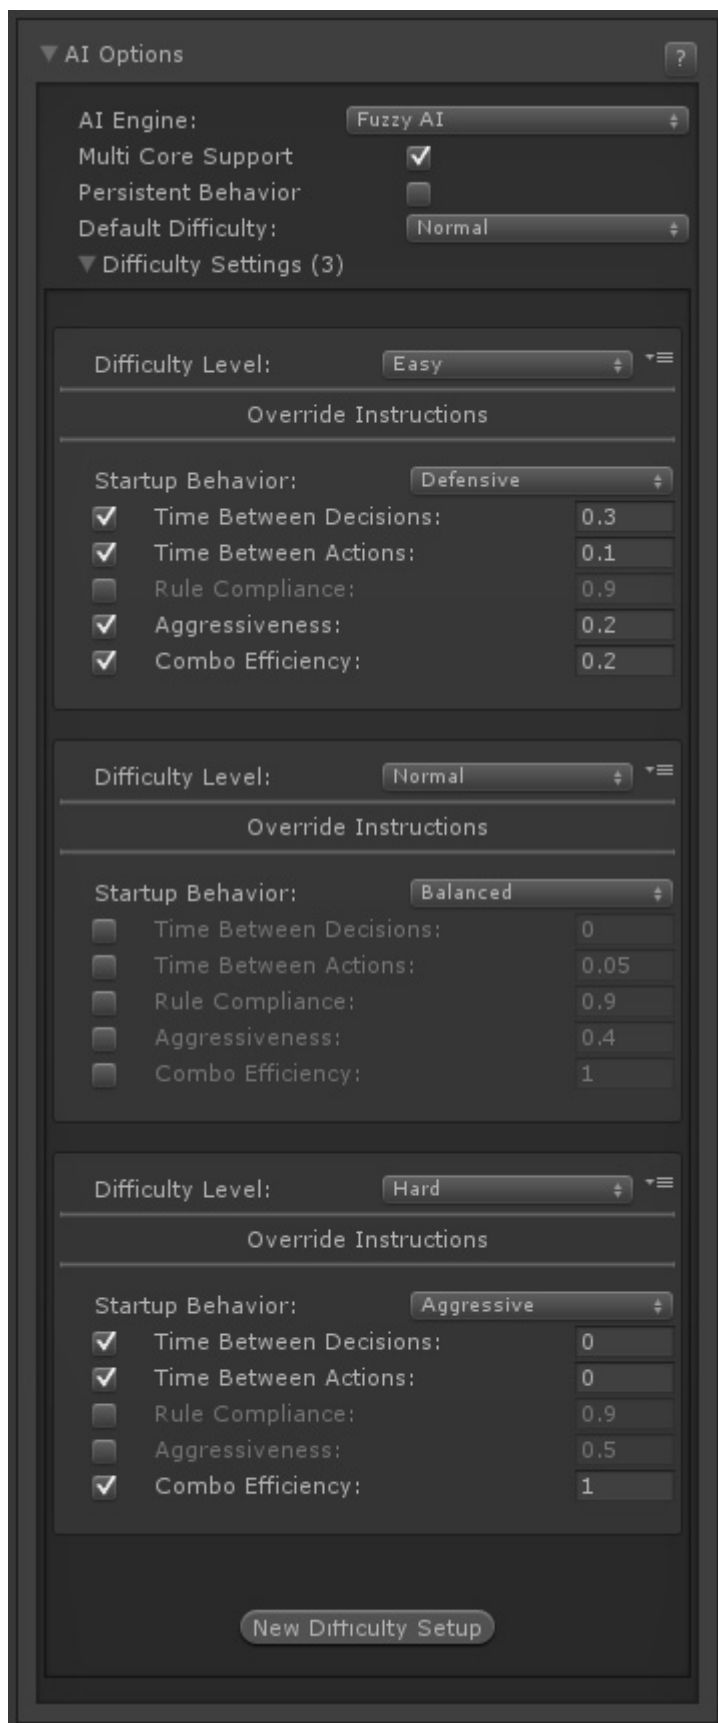 AI Options
?
AI Engine: Fuzzy AI
Multi Core Support
Persistent Behavior
Default Difficulty: Normal
Difficulty Settings (3)
Difficulty Level: Easy
Override Instructions
Startup Behavior: Defensive
Time Between Decisions: 0.3
Time Between Actions: 0.1
Rule Compliance: 0.9
Aggressiveness: 0.2
Combo Efficiency: 0.2
Difficulty Level: Normal
Override Instructions
Startup Behavior: Balanced
Time Between Decisions: 0
Time Between Actions: 0.05
Rule Compliance: 0.9
Aggressiveness: 0.4
Combo Efficiency: 1
Difficulty Level: Hard
Override Instructions
Startup Behavior: Aggressive
Time Between Decisions: 0
Time Between Actions: 0
Rule Compliance: 0.9
Aggressiveness: 0.5
Combo Efficiency: 1
New Difficulty Setup